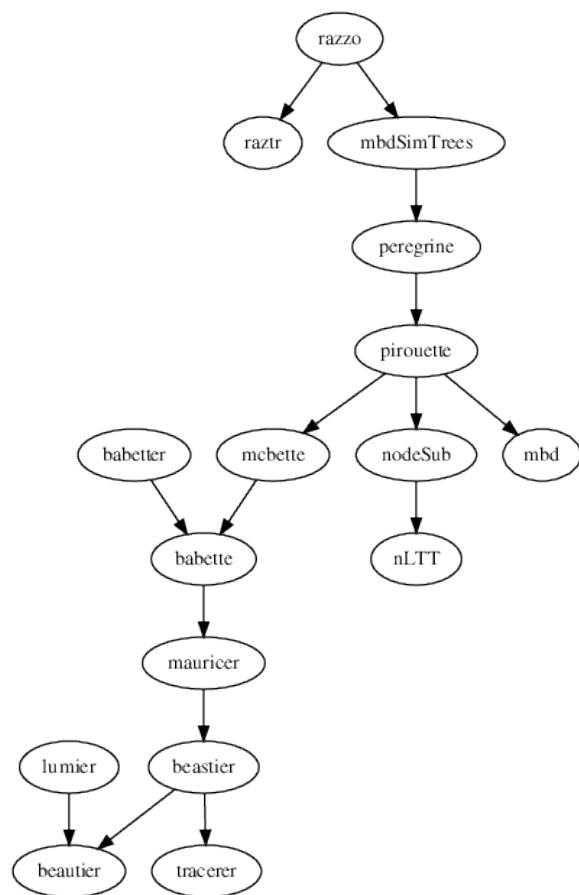 razzo
raztr
mbdSimTrees
peregrine
pirouette
babetter
mcbette
nodeSub
mbd
babette
nLTT
mauricer
lumier
beastier
beautier
tracerer